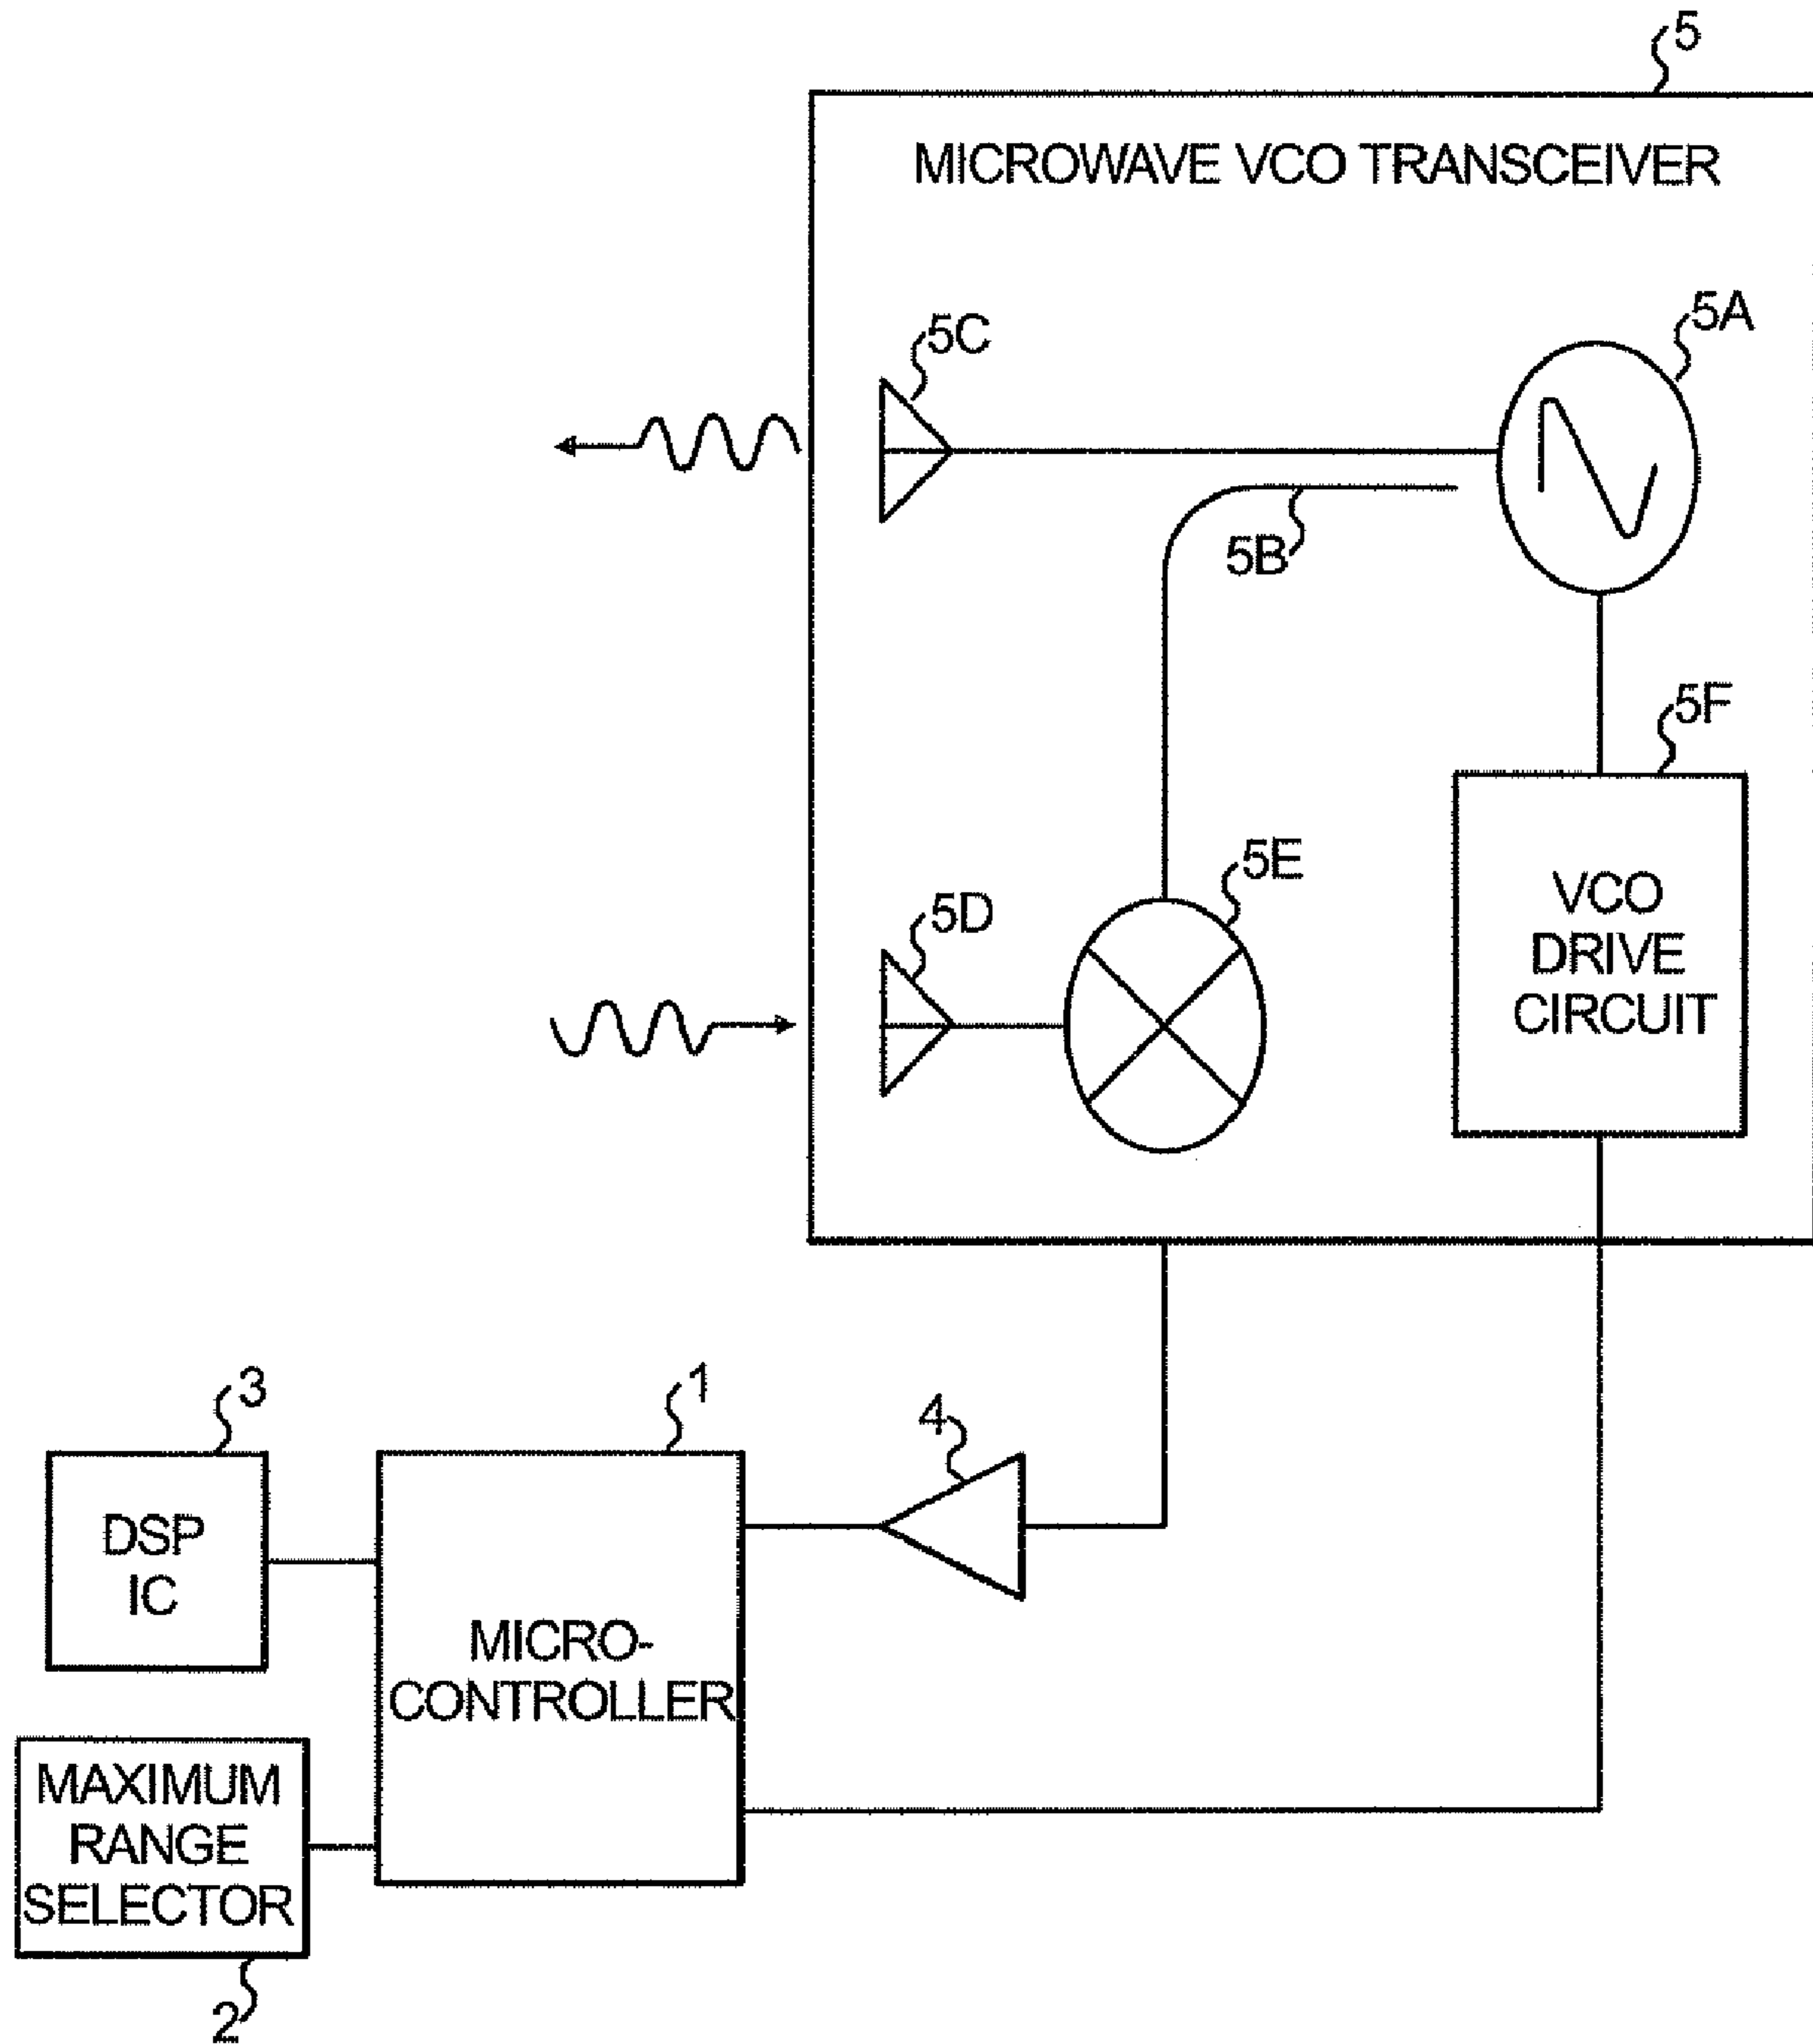 5
MICROWAVE VCO TRANSCEIVER
5C
5A
5B
5F
5E
5D
VCO
DRIVE
CIRCUIT
3
1
4
DSP
IC
MICRO-
CONTROLLER
MAXIMUM
RANGE
SELECTOR
2